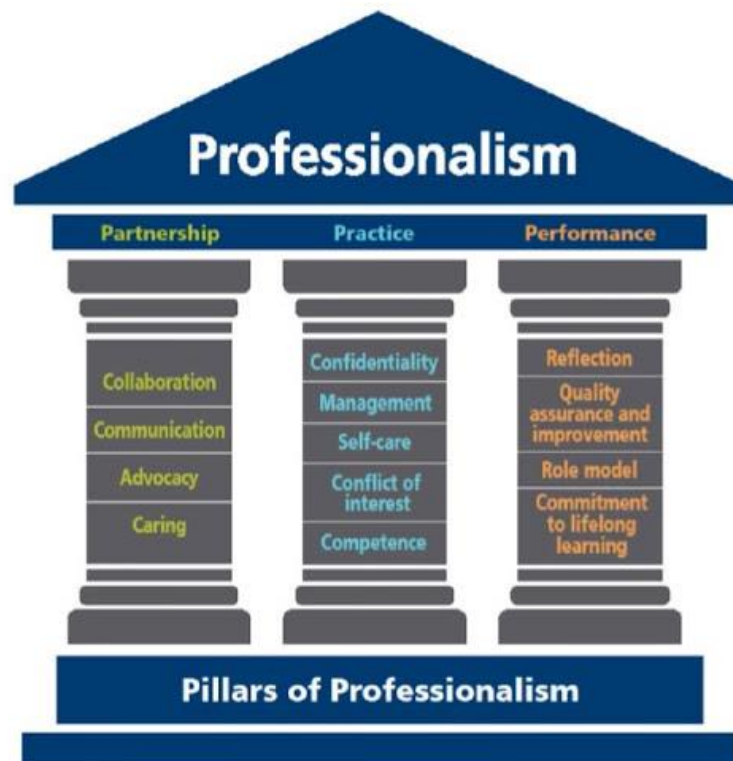 Professionalism
Partnership
Practice
Performance
Collaboration
Communication
Advocacy
Caring
Confidentiality
Management
Self-care
Conflict of
interest
Competence
Reflection
Quality
assurance and
improvement
Role model
Commitment
to lifelong
learning
Pillars of Professionalism